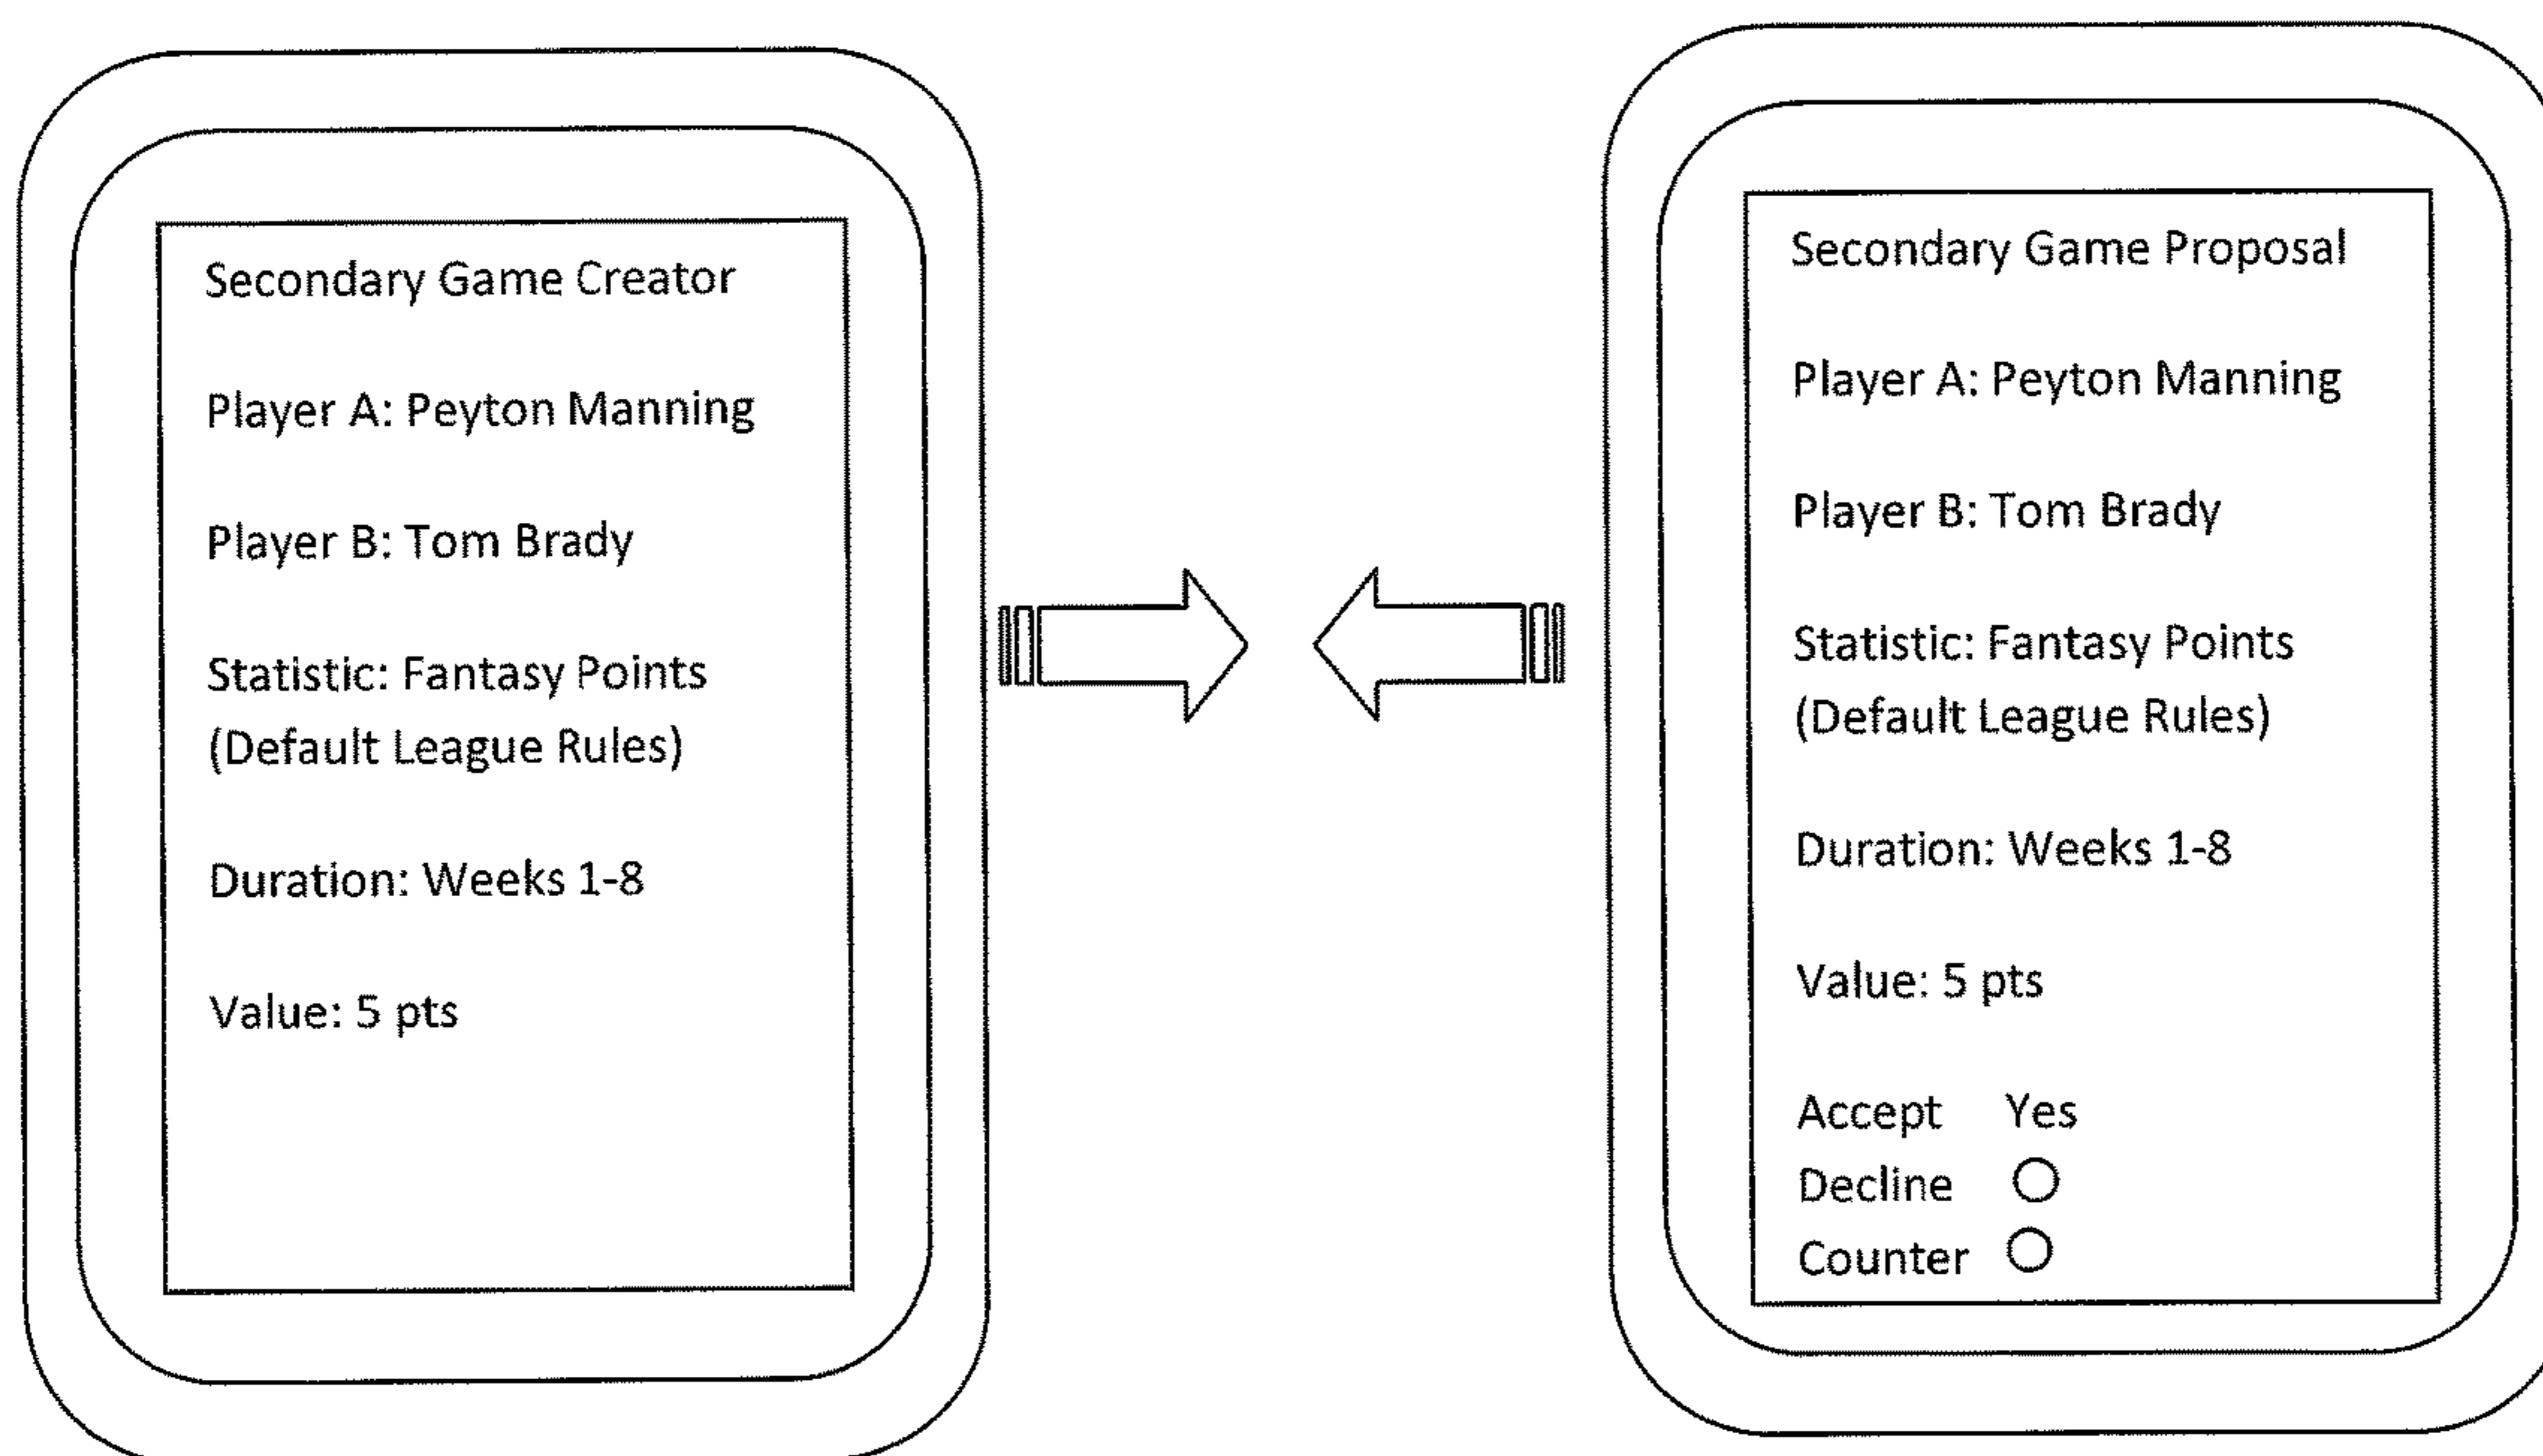 Secondary Game Creator
Player A: Peyton Manning
Player B: Tom Brady
Statistic: Fantasy Points
(Default League Rules)
Duration: Weeks 1-8
Value: 5 pts
Secondary Game Proposal
Player A: Peyton Manning
Player B: Tom Brady
Statistic: Fantasy Points
(Default League Rules)
Duration: Weeks 1-8
Value: 5 pts
Accept Yes
Decline
Counter